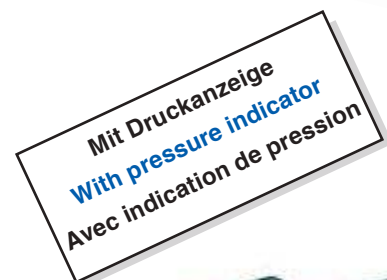 Mit Druckanzeige
With pressure indicator
Avec indication de pression